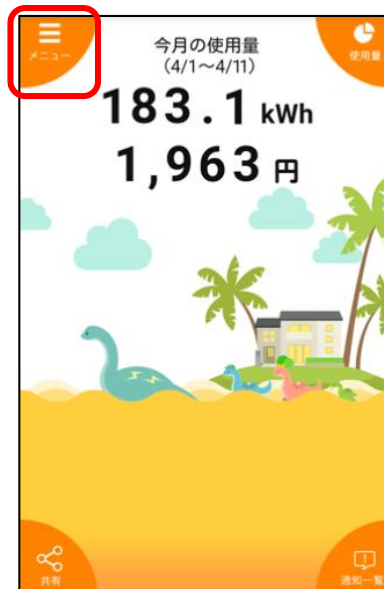 メニュー
今月の使用量
(4/1～4/11)
使用量
183.1 kWh
1,963 円
共有
通知一覧